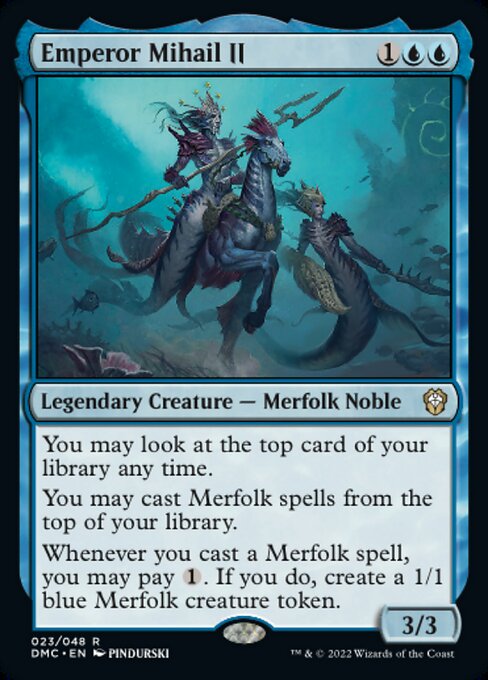 Emperor Mihail II 1
Legendary Creature — Merfolk Noble
You may look at the top card of your
library any time.
You may cast Merfolk spells from the
top of your library.
Whenever you cast a Merfolk spell,
you may pay 1. If you do, create a 1/1
blue Merfolk creature token.
3/3
023/048 R
DMC • EN PINDURSKI
™ & © 2022 Wizards of the Coast